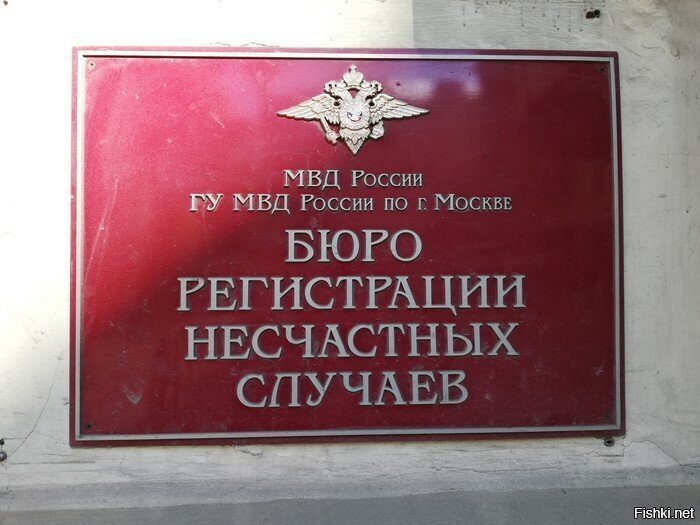 МВД России
ГУ МВД России по г. Москве
БЮРО
РЕГИСТРАЦИИ
НЕСЧАСТНЫХ
СЛУЧАЕВ
Fishki.net